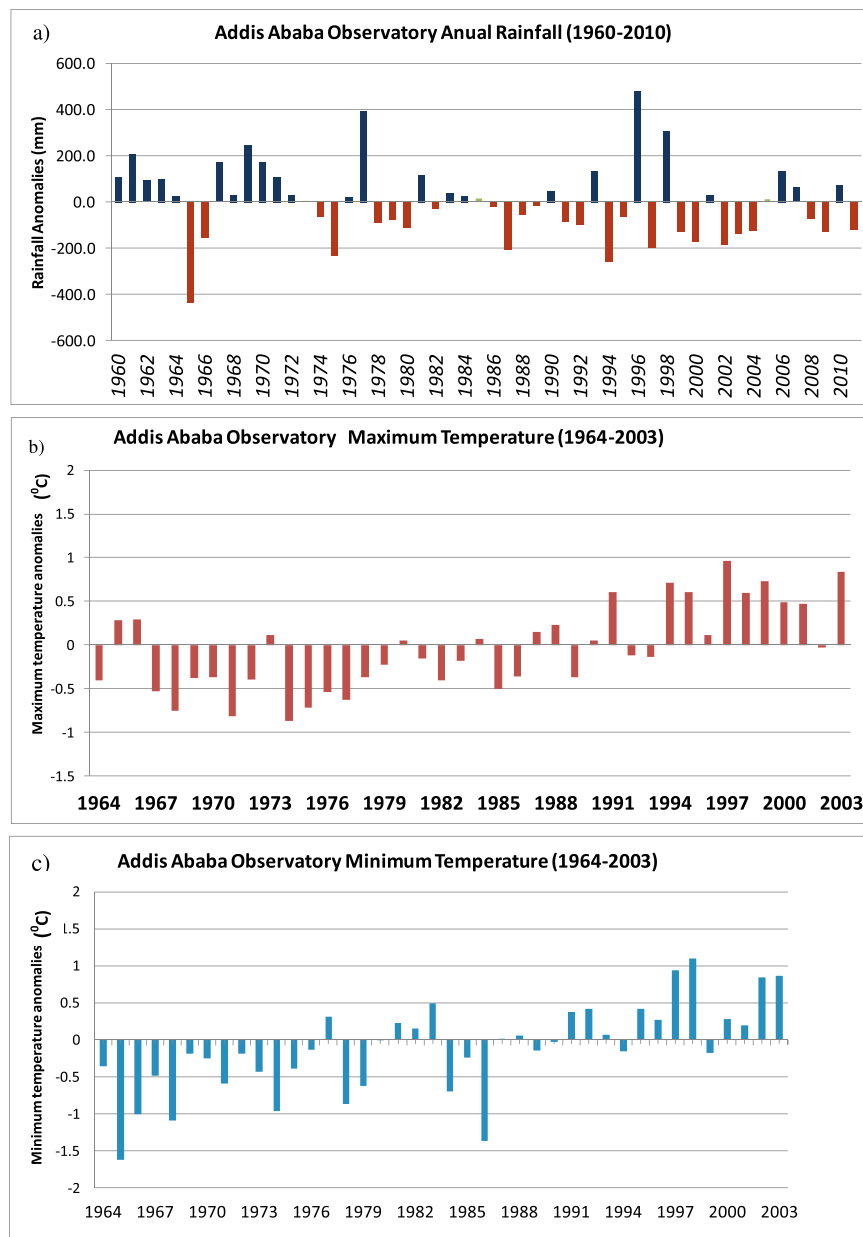 a)
Addis Ababa Observatory Anual Rainfall (1960-2010)
Rainfall Anomalies (mm)
600.0
400.0
200.0
0.0
-200.0
-400.0
-600.0
1960 1962 1964 1966 1968 1970 1972 1974 1976 1978 1980 1982 1984 1986 1988 1990 1992 1994 1996 1998 2000 2002 2004 2006 2008 2010
b)
Addis Ababa Observatory Maximum Temperature (1964-2003)
Maximum temperature anomalies (⁰C)
2
1.5
1
0.5
0
-0.5
-1
-1.5
1964 1967 1970 1973 1976 1979 1982 1985 1988 1991 1994 1997 2000 2003
c)
Addis Ababa Observatory Minimum Temperature (1964-2003)
Minimum temperature anomalies (⁰C)
2
1.5
1
0.5
0
-0.5
-1
-1.5
-2
1964 1967 1970 1973 1976 1979 1982 1985 1988 1991 1994 1997 2000 2003